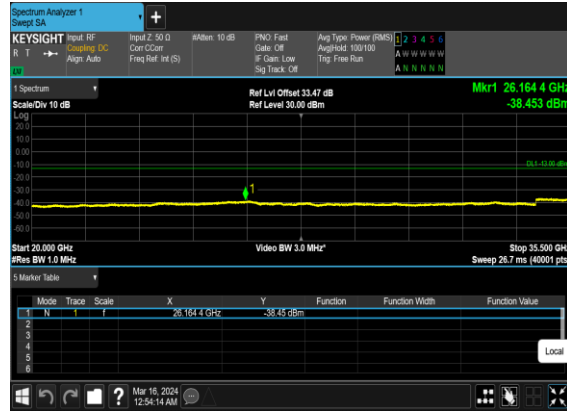 Spectrum Analyzer 1
Swept SA
+
KEYSIGHT Input: RF Input Z: 50 Ω #Atten: 10 dB PNO: Fast Avg Type: Power (RMS) 1 2 3 4 5 6
R T Coupling: DC Corr CCorr Gate: Off Avg|Hold: 100/100 A W W W W W
Align: Auto Freq Ref: Int (S) IF Gain: Low Trig: Free Run
Sig Track: Off A N N N N N
1 Spectrum Ref Lvl Offset 33.47 dB Mkr1 26.164 4 GHz
Scale/Div 10 dB Ref Level 30.00 dBm -38.453 dBm
Log
20.0
10.0
0.00
-10.0
DL1 -13.00 dBm
-20.0
-30.0
1
-40.0
-50.0
-60.0
Start 20.000 GHz Video BW 3.0 MHz* Stop 35.500 GHz
#Res BW 1.0 MHz Sweep 26.7 ms (40001 pts)
5 Marker Table
Mode Trace Scale X Y Function Function Width Function Value
1 N 1 f 26.164 4 GHz -38.45 dBm
2
3
4
5
6
Local
Mar 16, 2024
12:54:14 AM